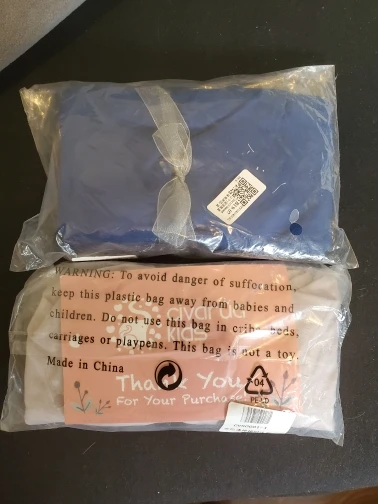 WARNING: To avoid danger of suffocation,
keep this plastic bag away from babies and
children. Do not use this bag in cribs, beds,
carriages or playpens. This bag is not a toy.
Made in China
kids
Thank You
For Your Purchase
04